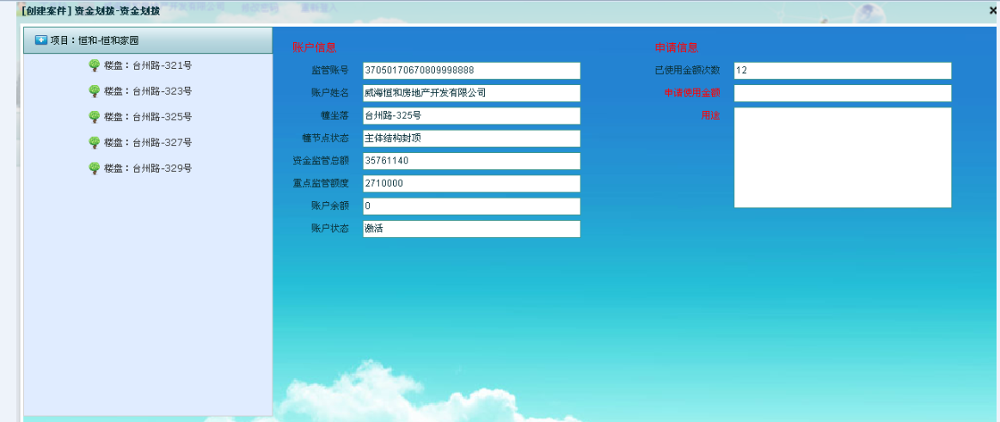 [创建案件] 资金划拨-资金划拨
项目：恒和-恒和家园
楼盘：台州路-321号
楼盘：台州路-323号
楼盘：台州路-325号
楼盘：台州路-327号
楼盘：台州路-329号
账户信息
监管账号 37050170670809998888
账户姓名 威海恒和房地产开发有限公司
幢坐落 台州路-325号
幢节点状态 主体结构封顶
资金监管总额 35761140
重点监管额度 2710000
账户余额 0
账户状态 激活
申请信息
已使用金额次数 12
申请使用金额
用途